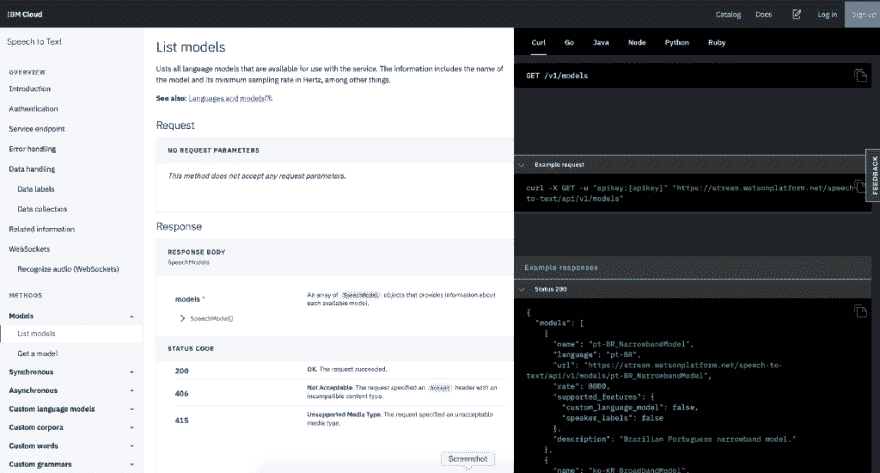 IBM Cloud
Catalog
Docs
Log in
Sign up
Speech to Text
OVERVIEW
Introduction
Authentication
Service endpoint
Error handling
Data handling
Data labels
Data collection
Related information
WebSockets
Recognize audio (WebSockets)
METHODS
Models
List models
Get a model
Synchronous
Asynchronous
Custom language models
Custom corpora
Custom words
Custom grammars
List models
Lists all language models that are available for use with the service. The information includes the name of
the model and its minimum sampling rate in Hertz, among other things.
See also: Languages and models.
Request
NO REQUEST PARAMETERS
This method does not accept any request parameters.
Response
RESPONSE BODY
SpeechModels
models *
An array of SpeechModel objects that provides information about
each available model.
SpeechModel[]
STATUS CODE
200
OK. The request succeeded.
406
Not Acceptable. The request specified an Accept header with an
incompatible content type.
415
Unsupported Media Type. The request specified an unacceptable
media type.
Screenshot
Curl
Go
Java
Node
Python
Ruby
GET /v1/models
Example request
curl -X GET -u "apikey:{apikey}" "https://stream.watsonplatform.net/speech-
to-text/api/v1/models"
FEEDBACK
Example responses
Status 200
{
"models": [
{
"name": "pt-BR_NarrowbandModel",
"language": "pt-BR",
"url": "https://stream.watsonplatform.net/speech-to-
text/api/v1/models/pt-BR_NarrowbandModel",
"rate": 8000,
"supported_features": {
"custom_language_model": false,
"speaker_labels": false
},
"description": "Brazilian Portuguese narrowband model."
},
{
"name": "ko-KR_BroadbandModel",